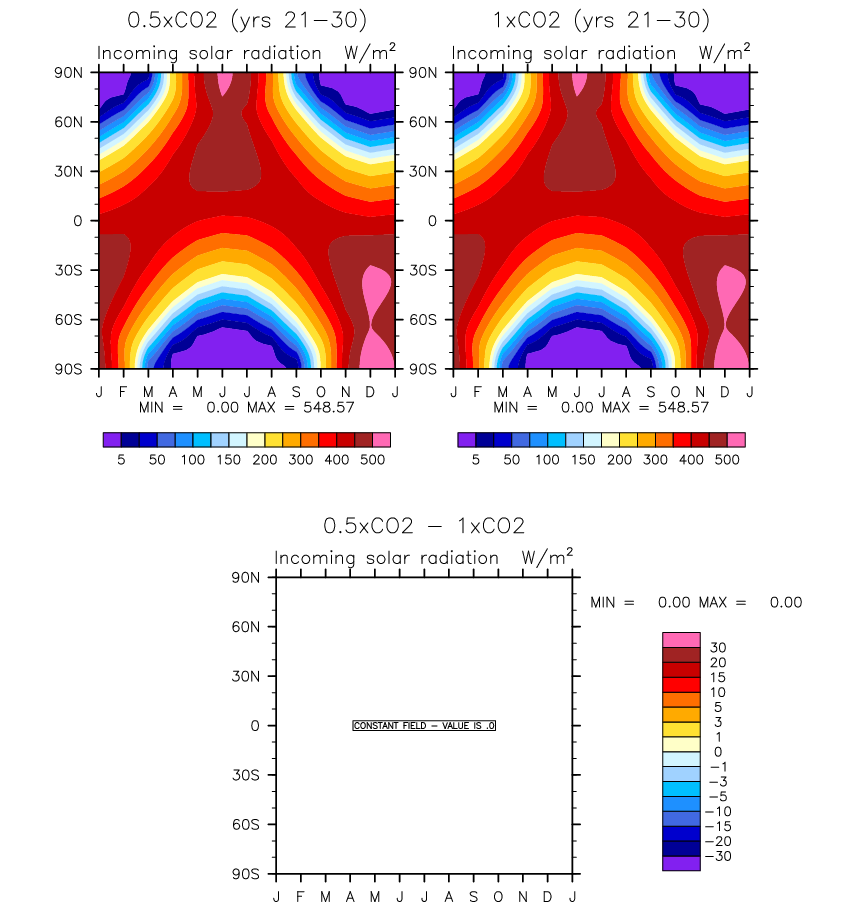 0.5xCO2 (yrs 21−30)
Incoming solar radiation W/m²
90N
60N
30N
0
30S
60S
90S
J F M A M J J A S O N D J
MIN = 0.00 MAX = 548.57
5 50 100 150 200 300 400 500
1xCO2 (yrs 21−30)
Incoming solar radiation W/m²
90N
60N
30N
0
30S
60S
90S
J F M A M J J A S O N D J
MIN = 0.00 MAX = 548.57
5 50 100 150 200 300 400 500
0.5xCO2 − 1xCO2
Incoming solar radiation W/m²
90N
60N
30N
0
30S
60S
90S
CONSTANT FIELD − VALUE IS .0
J F M A M J J A S O N D J
MIN = 0.00 MAX = 0.00
30
20
15
10
5
3
1
0
−1
−3
−5
−10
−15
−20
−30